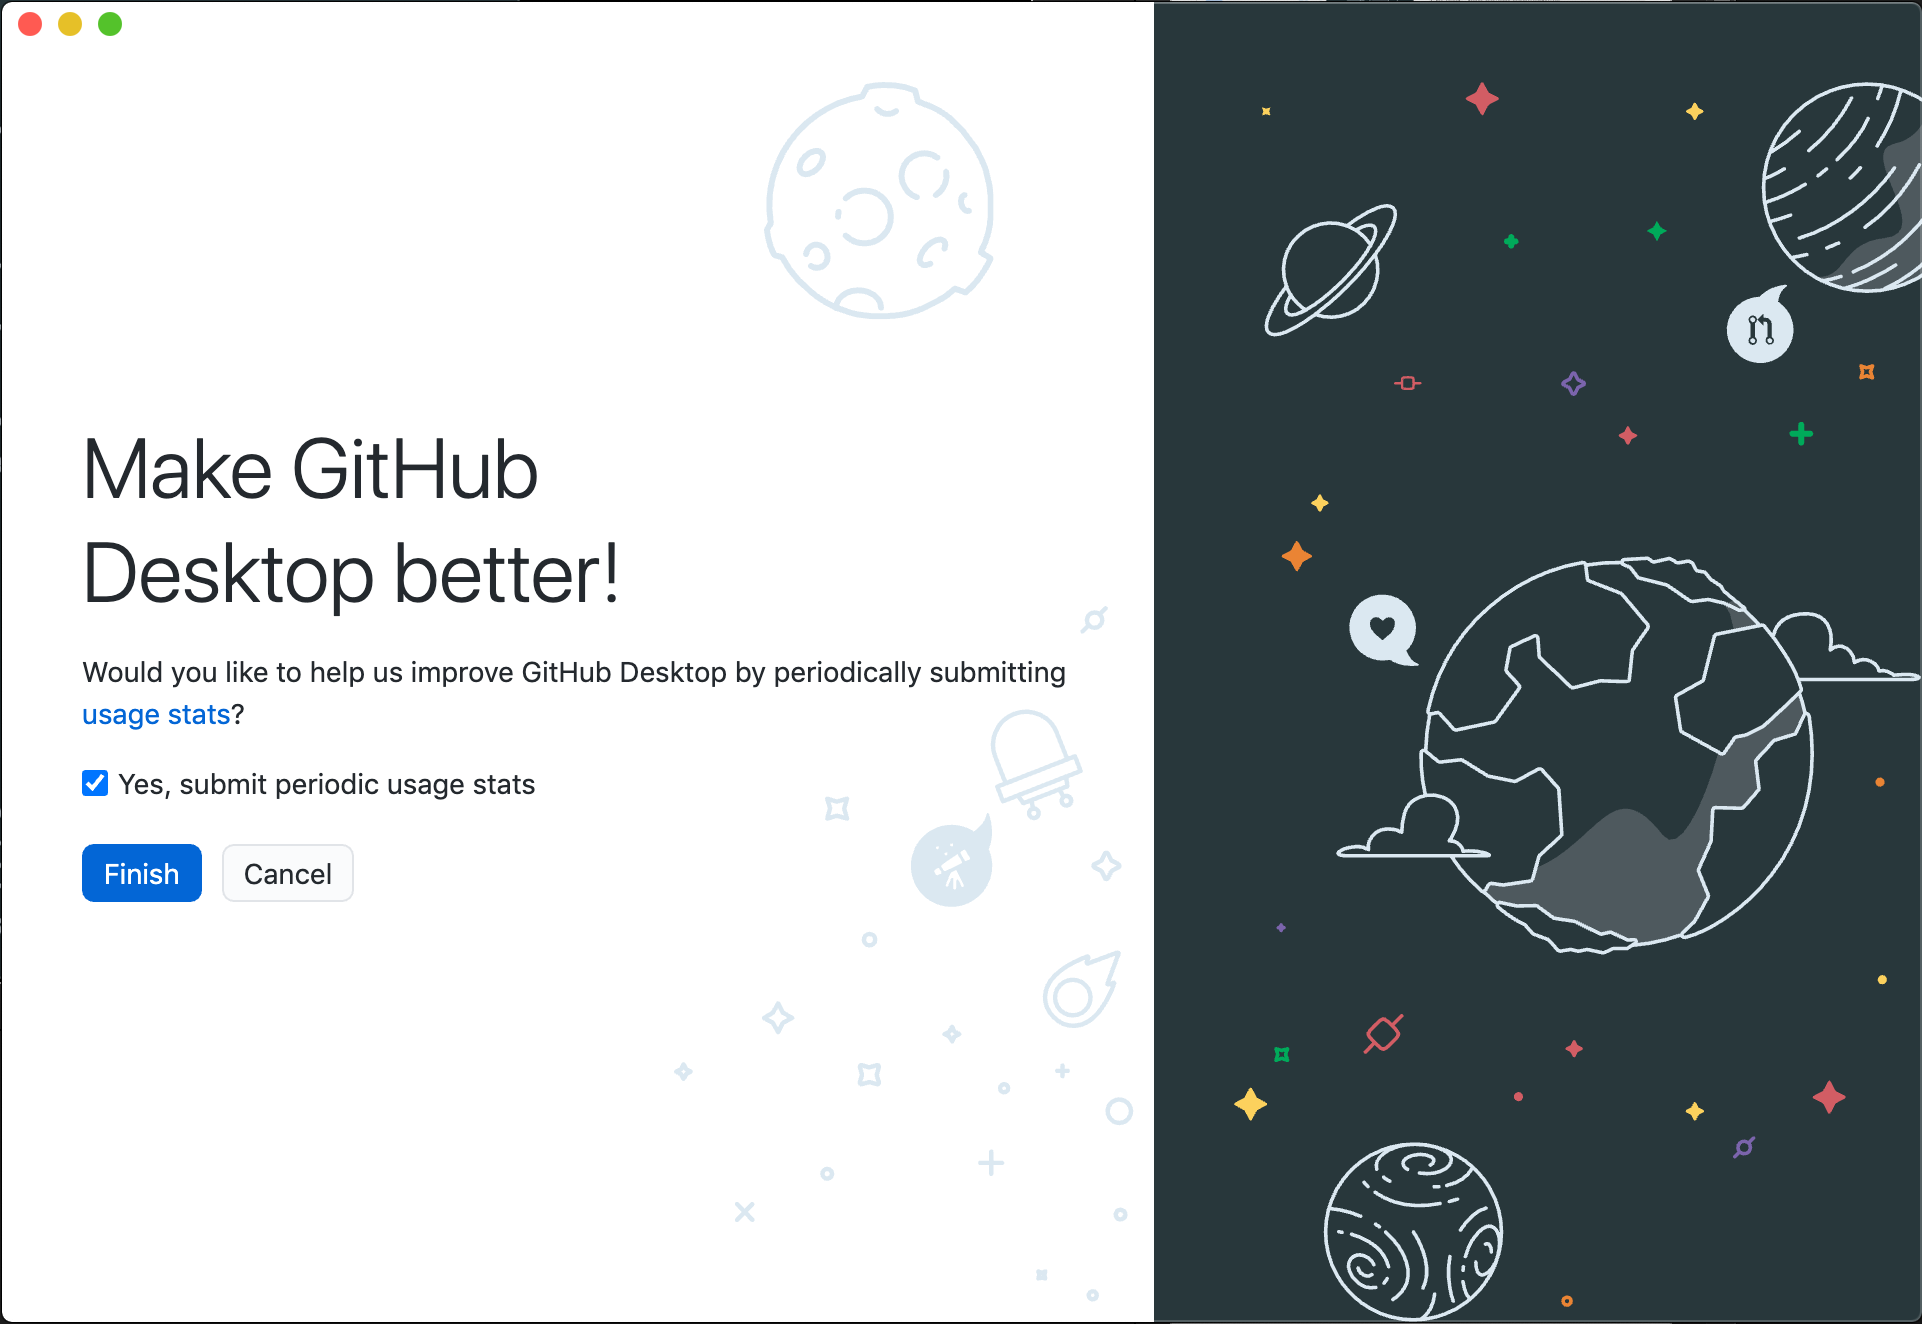 Make GitHub
Desktop better!
Would you like to help us improve GitHub Desktop by periodically submitting
usage stats?
Yes, submit periodic usage stats
Finish Cancel